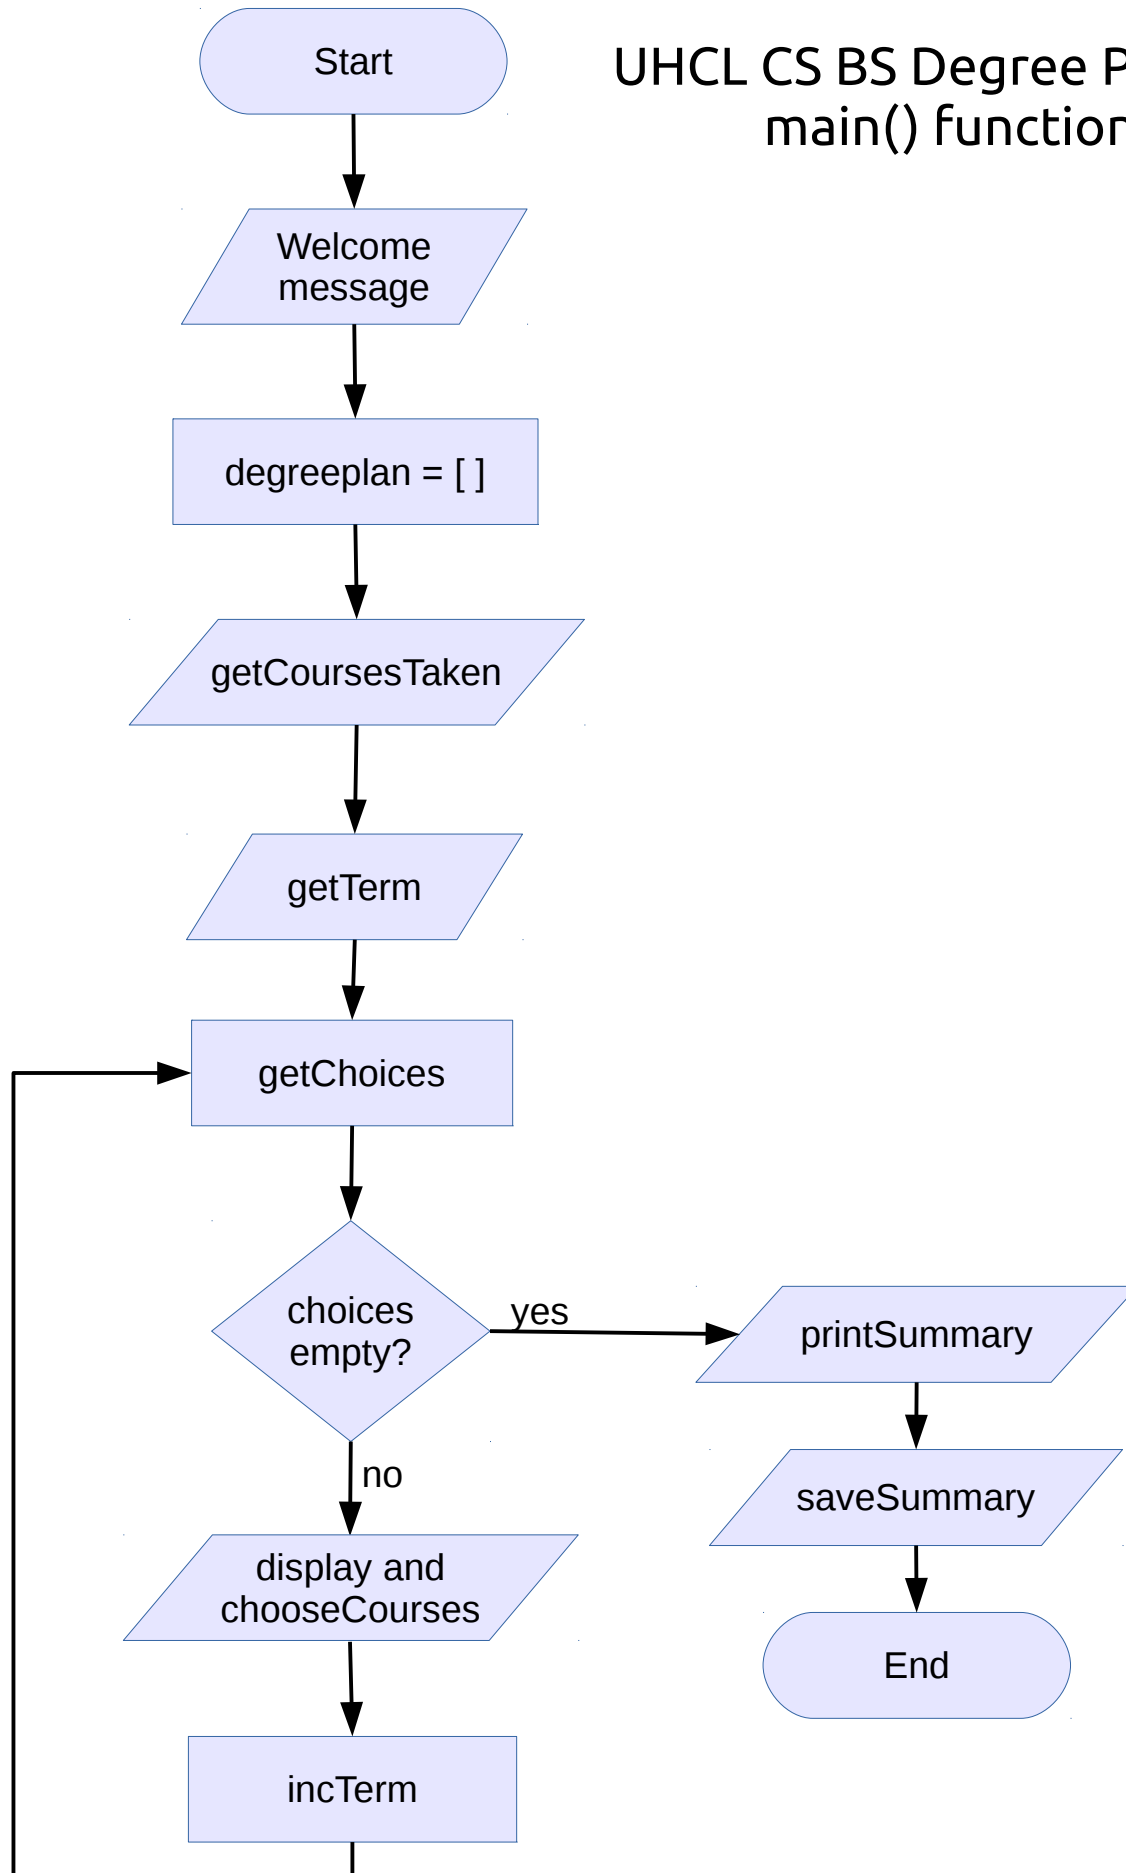 Start
UHCL CS BS Degree P
main() function
Welcome
message
degreeplan = [ ]
getCoursesTaken
getTerm
getChoices
choices
empty?
yes
printSummary
no
saveSummary
display and
chooseCourses
End
incTerm